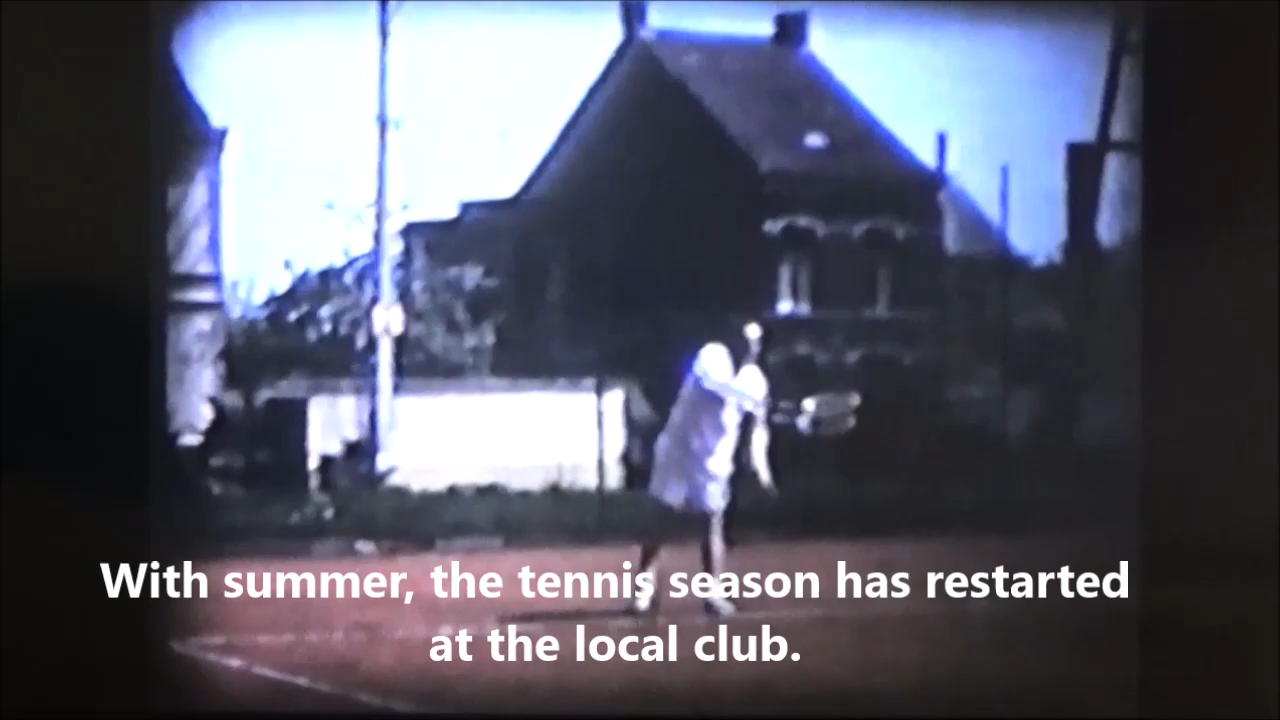 With summer, the tennis season has restarted
at the local club.